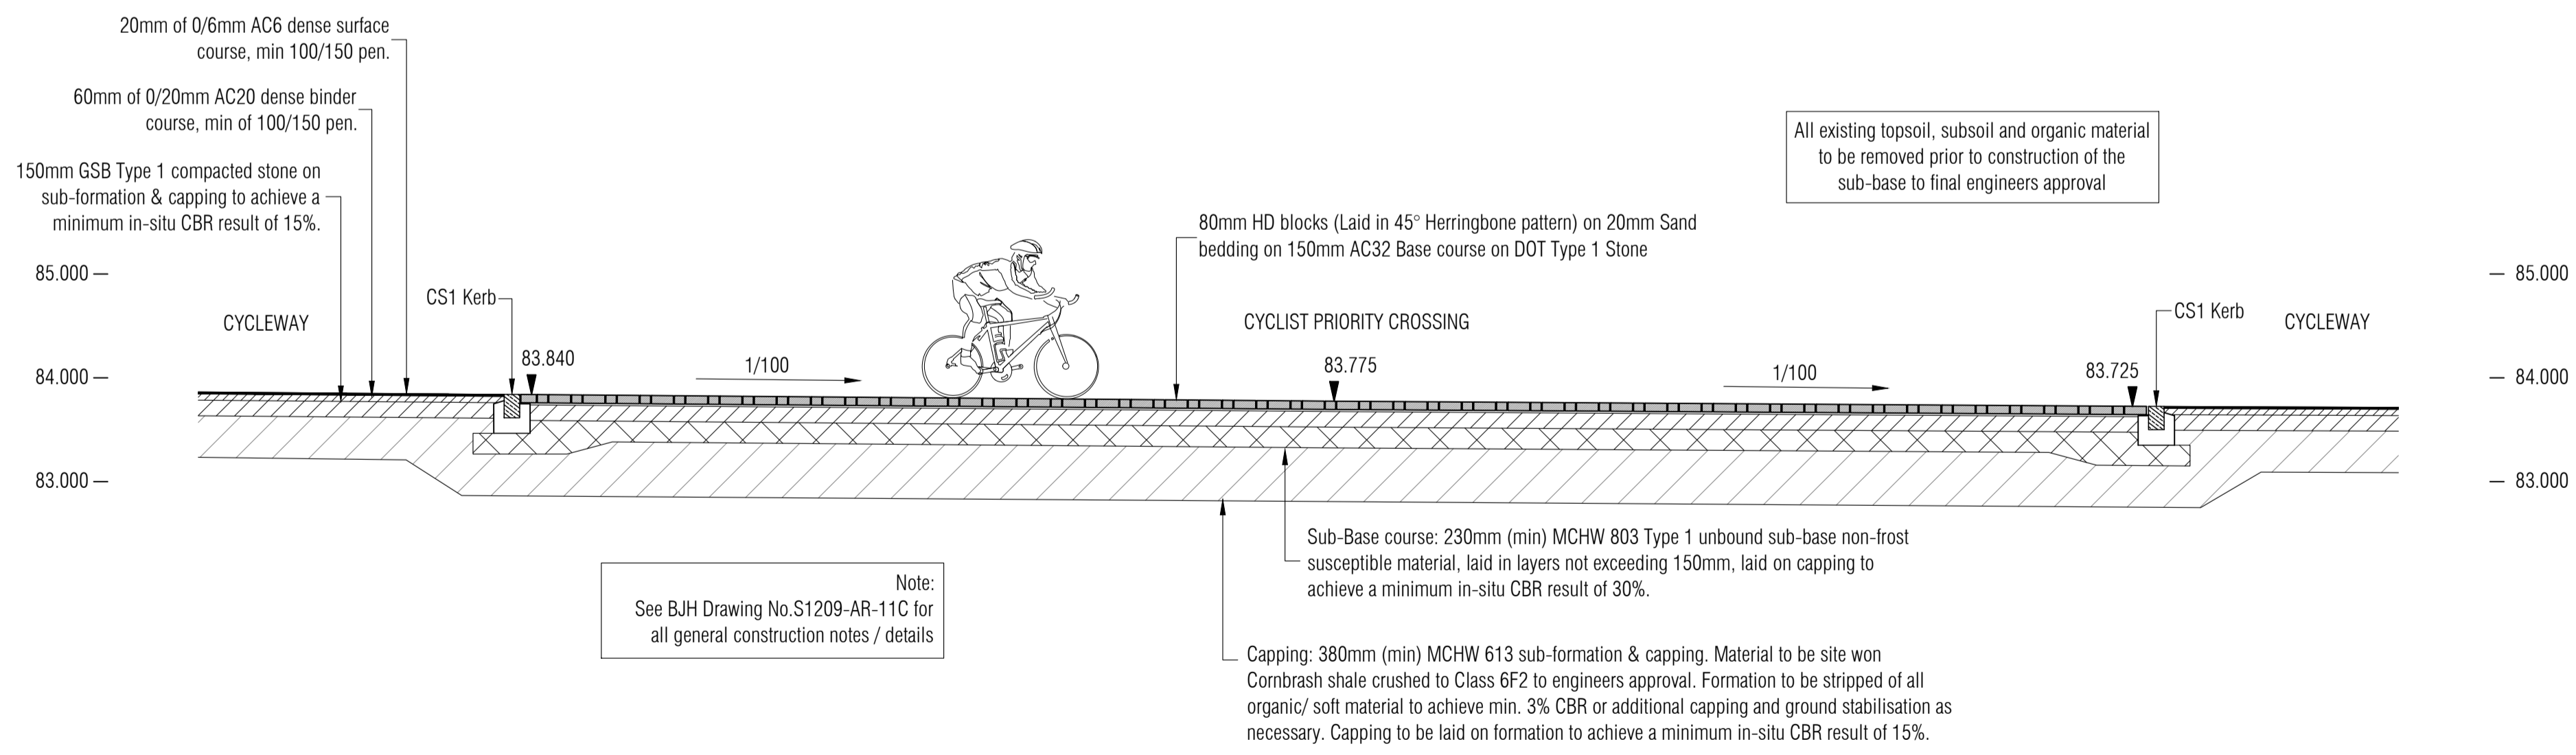 20mm of 0/6mm AC6 dense surface
course, min 100/150 pen.
60mm of 0/20mm AC20 dense binder
course, min of 100/150 pen.
150mm GSB Type 1 compacted stone on
sub-formation & capping to achieve a
minimum in-situ CBR result of 15%.
All existing topsoil, subsoil and organic material
to be removed prior to construction of the
sub-base to final engineers approval
80mm HD blocks (Laid in 45° Herringbone pattern) on 20mm Sand
bedding on 150mm AC32 Base course on DOT Type 1 Stone
85.000
85.000
CS1 Kerb
CS1 Kerb
CYCLEWAY
CYCLIST PRIORITY CROSSING
CYCLEWAY
83.840
1/100
83.775
1/100
83.725
84.000
84.000
83.000
83.000
Sub-Base course: 230mm (min) MCHW 803 Type 1 unbound sub-base non-frost
susceptible material, laid in layers not exceeding 150mm, laid on capping to
achieve a minimum in-situ CBR result of 30%.
Note:
See BJH Drawing No.S1209-AR-11C for
all general construction notes / details
Capping: 380mm (min) MCHW 613 sub-formation & capping. Material to be site won
Cornbrash shale crushed to Class 6F2 to engineers approval. Formation to be stripped of all
organic/ soft material to achieve min. 3% CBR or additional capping and ground stabilisation as
necessary. Capping to be laid on formation to achieve a minimum in-situ CBR result of 15%.